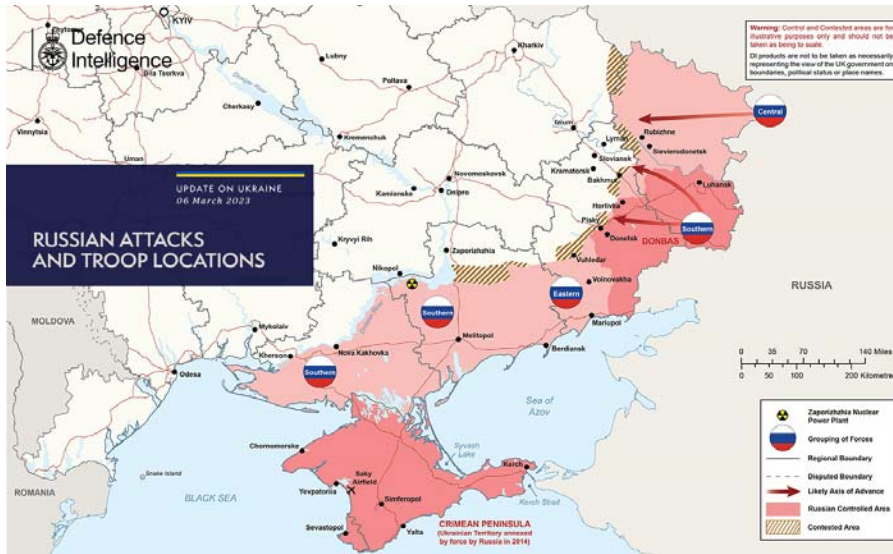 KYIV
Defence
Intelligence
Bila Tserkva
Vinnytsia
Uman
Cherkasy
Lubny
Poltava
Kharkiv
Kremenchuk
Dnipro River
Warning: Control and Contested areas are for
illustrative purposes only and should not be
taken as being to scale.
DI products are not to be taken as necessarily
representing the view of the UK government on
boundaries, political status or place names.
Central
Izium
Lyman
Rubizhne
Sievierodonetsk
Sloviansk
Kramatorsk
Bakhmut
Luhansk
Horlivka
Pisky
Donetsk
DONBAS
Southern
Vuhledar
Volnovakha
Novomoskovsk
Kamianske
Dnipro
UPDATE ON UKRAINE
06 March 2023
RUSSIAN ATTACKS
AND TROOP LOCATIONS
Kryvyi Rih
Zaporizhzhia
Nikopol
Southern
Eastern
Mariupol
RUSSIA
MOLDOVA
Mykolaiv
Kherson
Nova Kakhovka
Melitopol
Berdiansk
Odesa
Southern
Sea of
Azov
0 35 70 140 Miles
0 50 100 200 Kilometres
Chornomorske
Syvash
Lake
Snake Island
Saky
Airfield
Yevpatoriia
Kerch
Kerch Strait
ROMANIA
BLACK SEA
Simferopol
Sevastopol
Yalta
CRIMEAN PENINSULA
(Ukrainian Territory annexed
by force by Russia in 2014)
Zaporizhzhia Nuclear
Power Plant
Grouping of Forces
Regional Boundary
Disputed Boundary
Likely Axis of Advance
Russian Controlled Area
Contested Area